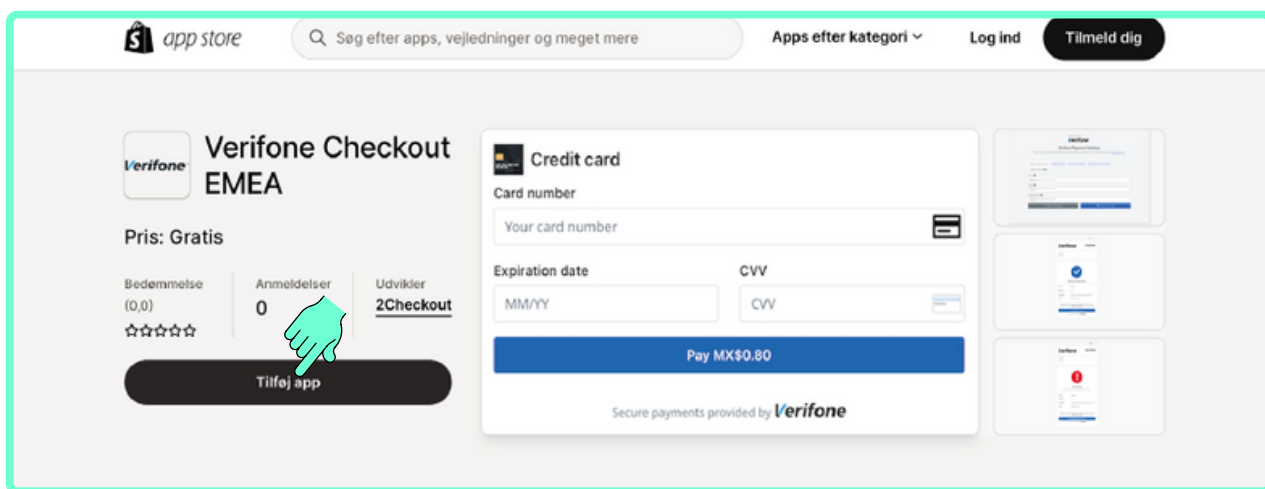 app store
Søg efter apps, vejledninger og meget mere
Apps efter kategori
Log ind
Tilmeld dig
Verifone
Verifone Checkout
EMEA
Pris: Gratis
Bedømmelse
(0,0)
Anmeldelser
0
Udvikler
2Checkout
Tilføj app
Credit card
Card number
Your card number
Expiration date
CVV
MM/YY
CVV
Pay MX$0.80
Secure payments provided by Verifone